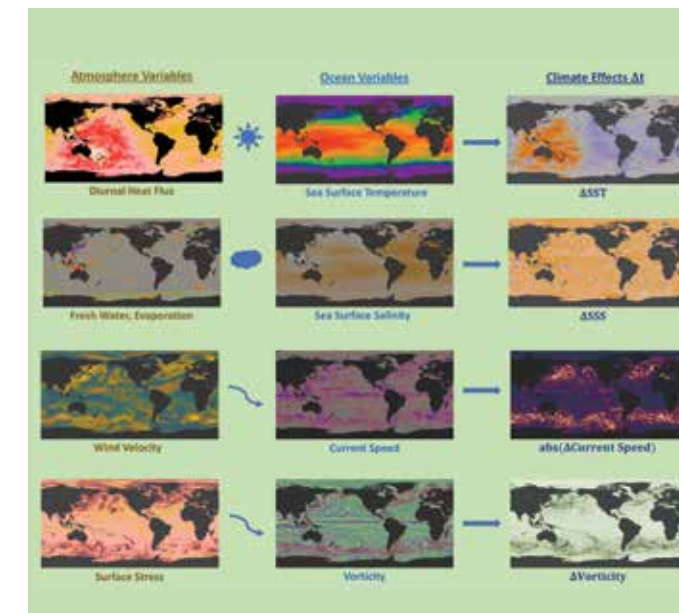 Atmosphere Variables
Ocean Variables
Climate Effects Δt
Diurnal Heat Flux
Sea Surface Temperature
ΔSST
Fresh Water, Evaporation
Sea Surface Salinity
ΔSSS
Wind Velocity
Current Speed
abs(ΔCurrent Speed)
Surface Stress
Vorticity
ΔVorticity